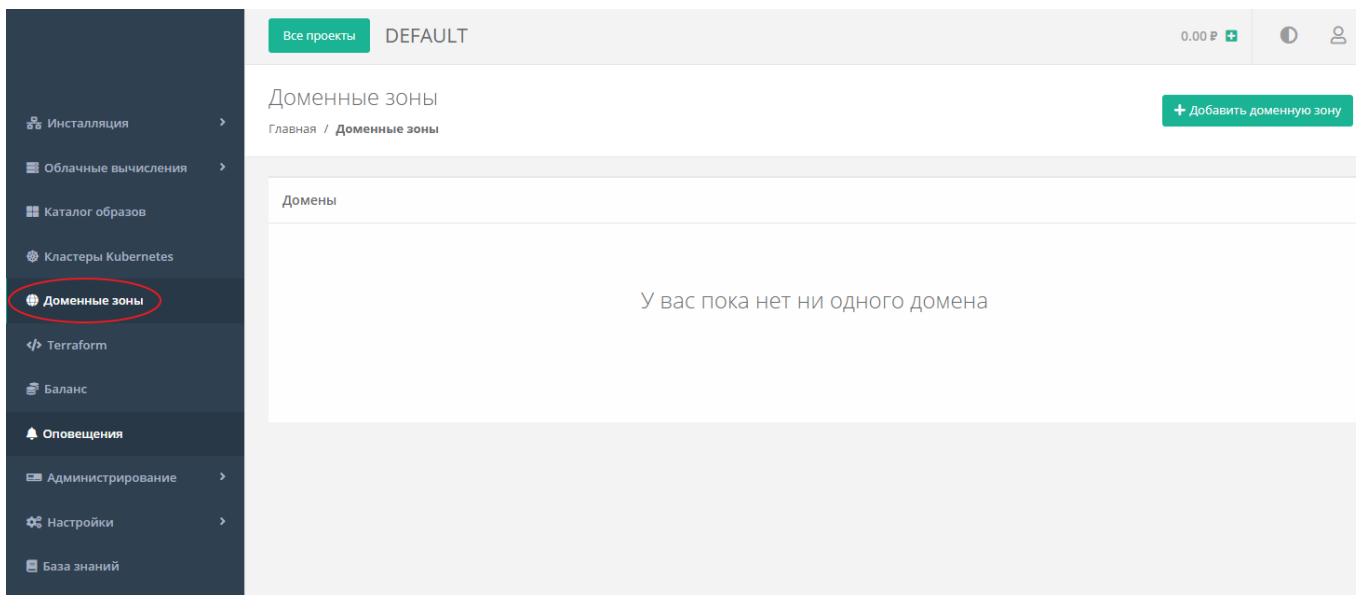 Все проекты
DEFAULT
0.00 ₽
Доменные зоны
Главная / Доменные зоны
+ Добавить доменную зону
Инсталляция
Облачные вычисления
Каталог образов
Кластеры Kubernetes
Доменные зоны
Terraform
Баланс
Оповещения
Администрирование
Настройки
База знаний
Домены
У вас пока нет ни одного домена